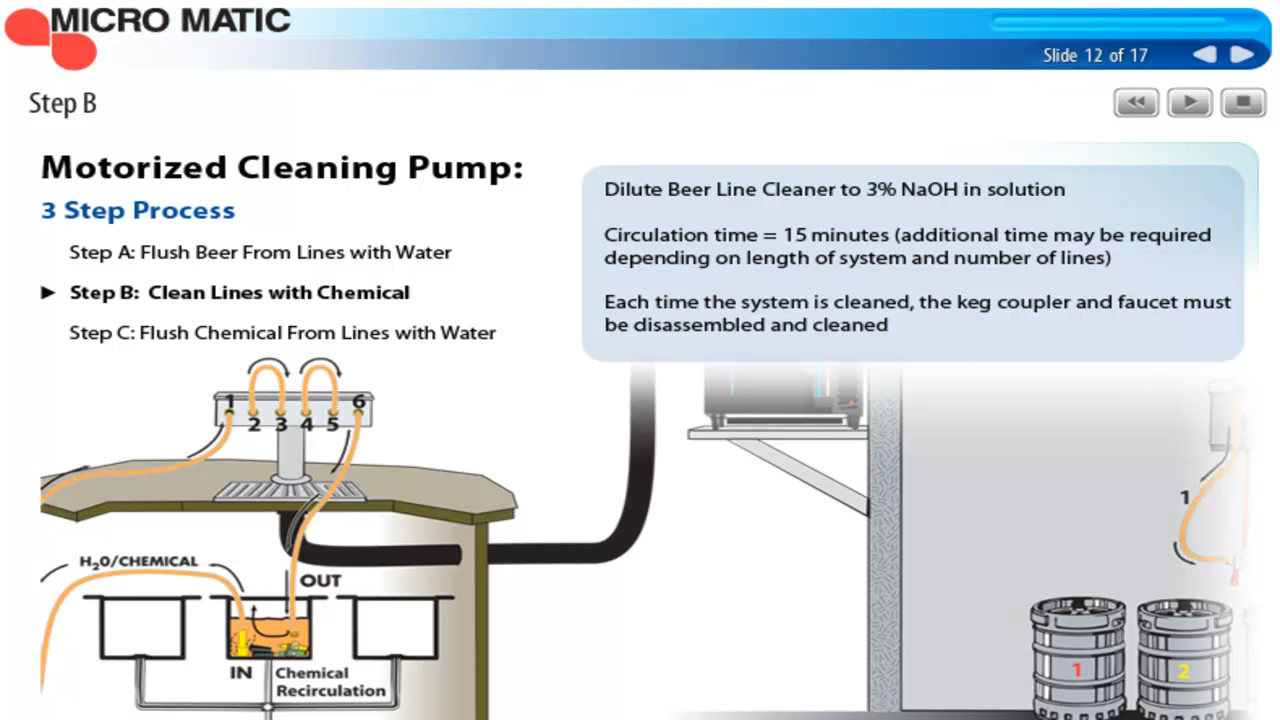 MICRO MATIC
Slide 12 of 17
Step B
Motorized Cleaning Pump:
3 Step Process
Step A: Flush Beer From Lines with Water
► Step B: Clean Lines with Chemical
Step C: Flush Chemical From Lines with Water
Dilute Beer Line Cleaner to 3% NaOH in solution
Circulation time = 15 minutes (additional time may be required
depending on length of system and number of lines)
Each time the system is cleaned, the keg coupler and faucet must
be disassembled and cleaned
1 6
2 3 4 5
1
H₂0/CHEMICAL
OUT
IN
Chemical
Recirculation
1 2